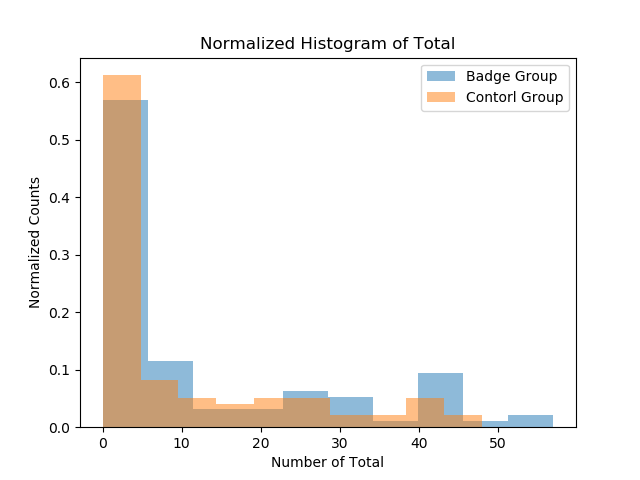 Normalized Histogram of Total
Badge Group
Contorl Group
0.6
0.5
0.4
0.3
0.2
0.1
0.0
Normalized Counts
0 10 20 30 40 50
Number of Total